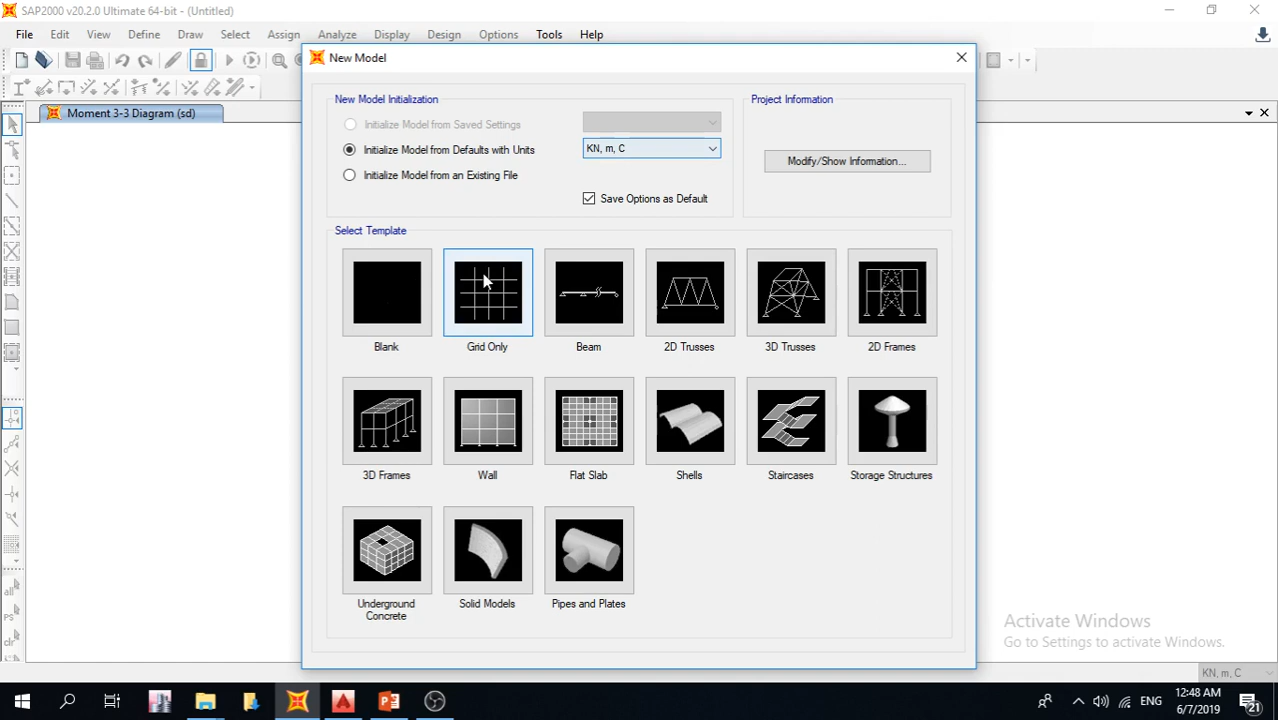 SAP2000 v20.2.0 Ultimate 64-bit - (Untitled)
File Edit View Define Draw Select Assign Analyze Display Design Options Tools Help
New Model
Moment 3-3 Diagram (sd)
New Model Initialization
Initialize Model from Saved Settings
Initialize Model from Defaults with Units
KN, m, C
Initialize Model from an Existing File
Save Options as Default
Project Information
Modify/Show Information...
Select Template
Blank
Grid Only
Beam
2D Trusses
3D Trusses
2D Frames
3D Frames
Wall
Flat Slab
Shells
Staircases
Storage Structures
Underground
Concrete
Solid Models
Pipes and Plates
all
PS
clr
Activate Windows
Go to Settings to activate Windows.
KN, m, C
ENG
12:48 AM
6/7/2019
21